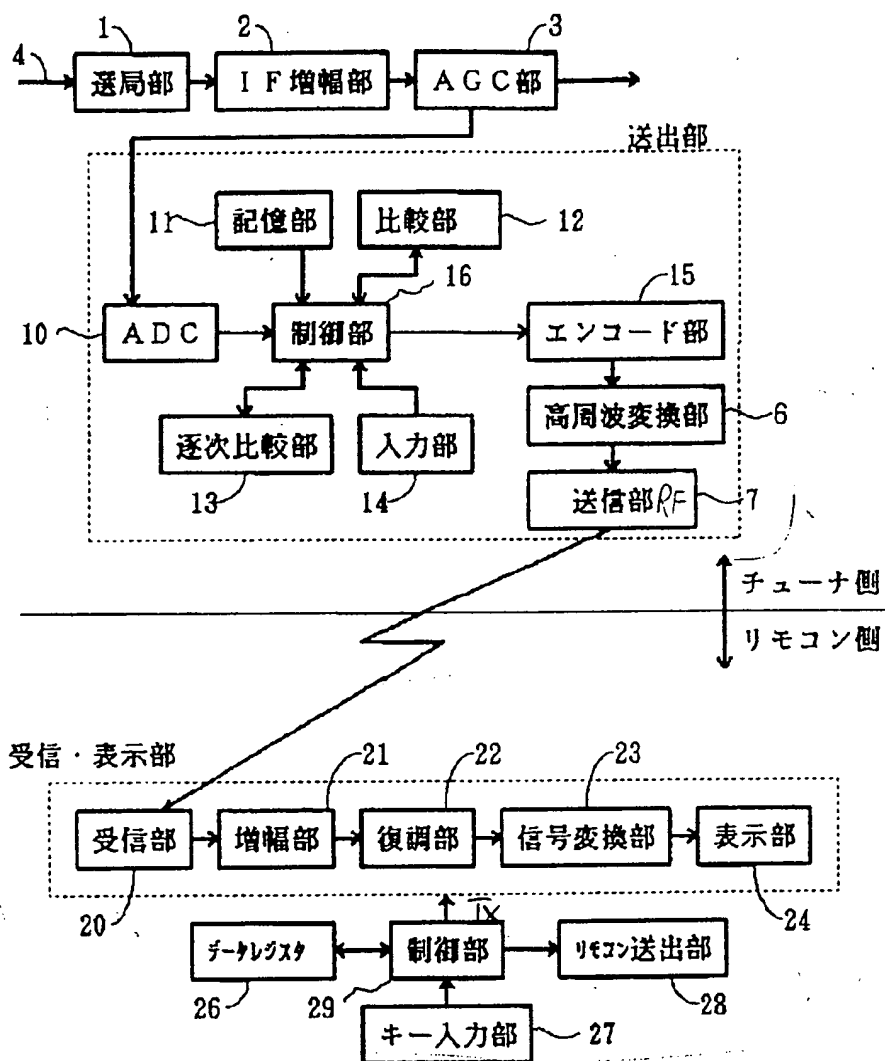 1
2
3
4
選局部
IF増幅部
AGC部
送出部
11
記憶部
比較部
12
16
15
10
ADC
制御部
エンコード部
高周波変換部
6
逐次比較部
入力部
13
14
送信部RF
7
チューナ側
リモコン側
受信・表示部
21
22
23
受信部
増幅部
復調部
信号変換部
表示部
20
24
データレジスタ
制御部
リモコン送出部
26
29
28
キー入力部
27